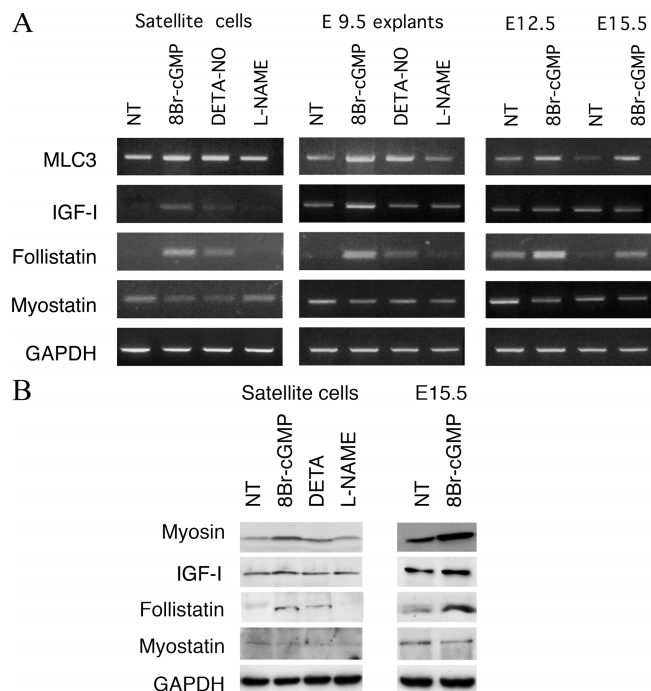 A
Satellite cells E 9.5 explants E12.5 E15.5
NT 8Br-cGMP DETA-NO L-NAME NT 8Br-cGMP DETA-NO L-NAME NT 8Br-cGMP NT 8Br-cGMP
MLC3
IGF-I
Follistatin
Myostatin
GAPDH
B
Satellite cells E15.5
NT 8Br-cGMP DETA L-NAME NT 8Br-cGMP
Myosin
IGF-I
Follistatin
Myostatin
GAPDH